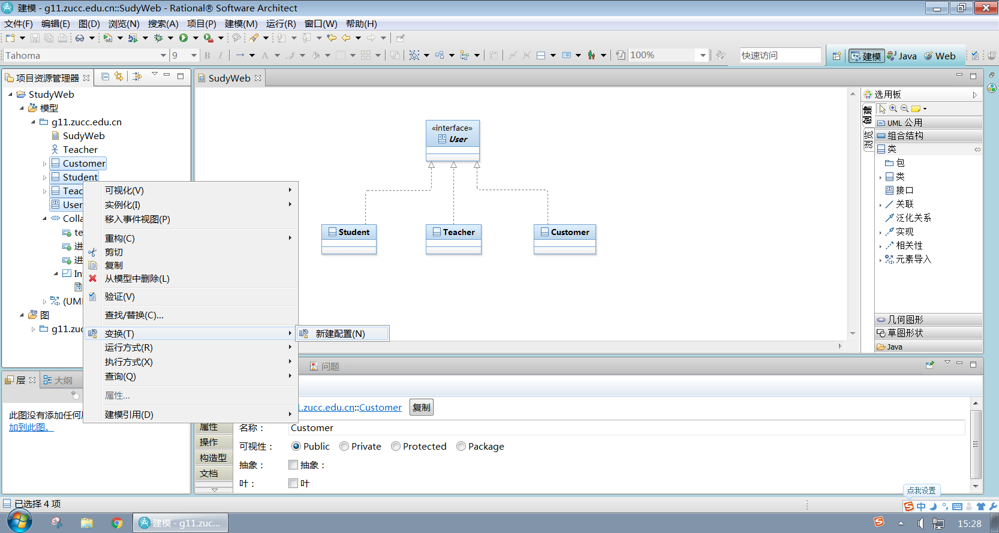 建模 - g11.zucc.edu.cn::SudyWeb - Rational® Software Architect
文件(F) 编辑(E) 图(D) 浏览(N) 搜索(A) 项目(P) 建模(M) 运行(R) 窗口(W) 帮助(H)
Tahoma 9 B I A 100% 快速访问 建模 Java Web
项目资源管理器
SudyWeb
StudyWeb
模型
g11.zucc.edu.cn
SudyWeb
Teacher
Customer
Student
Teac
User
Colla
te
进
进
In
(UM
图
g11.zuc
可视化(V)
实例化(I)
移入事件视图(P)
重构(C)
剪切
复制
从模型中删除(L)
验证(V)
查找/替换(C)...
变换(T)
新建配置(N)
运行方式(R)
执行方式(X)
查询(Q)
属性...
建模引用(D)
«interface»
User
Student
Teacher
Customer
选用板
UML 公用
组合结构
类
包
类
接口
关联
泛化关系
实现
相关性
元素导入
几何图形
草图形状
Java
层
大纲
此图没有添加任何
加到此图。
问题
.zucc.edu.cn::Customer
复制
属性
操作
构造型
文档
名称：
Customer
可视性：
Public Private Protected Package
抽象：
抽象：
叶：
叶
已选择 4 项
点我设置
中
建模 - g11.zuc...
15:28